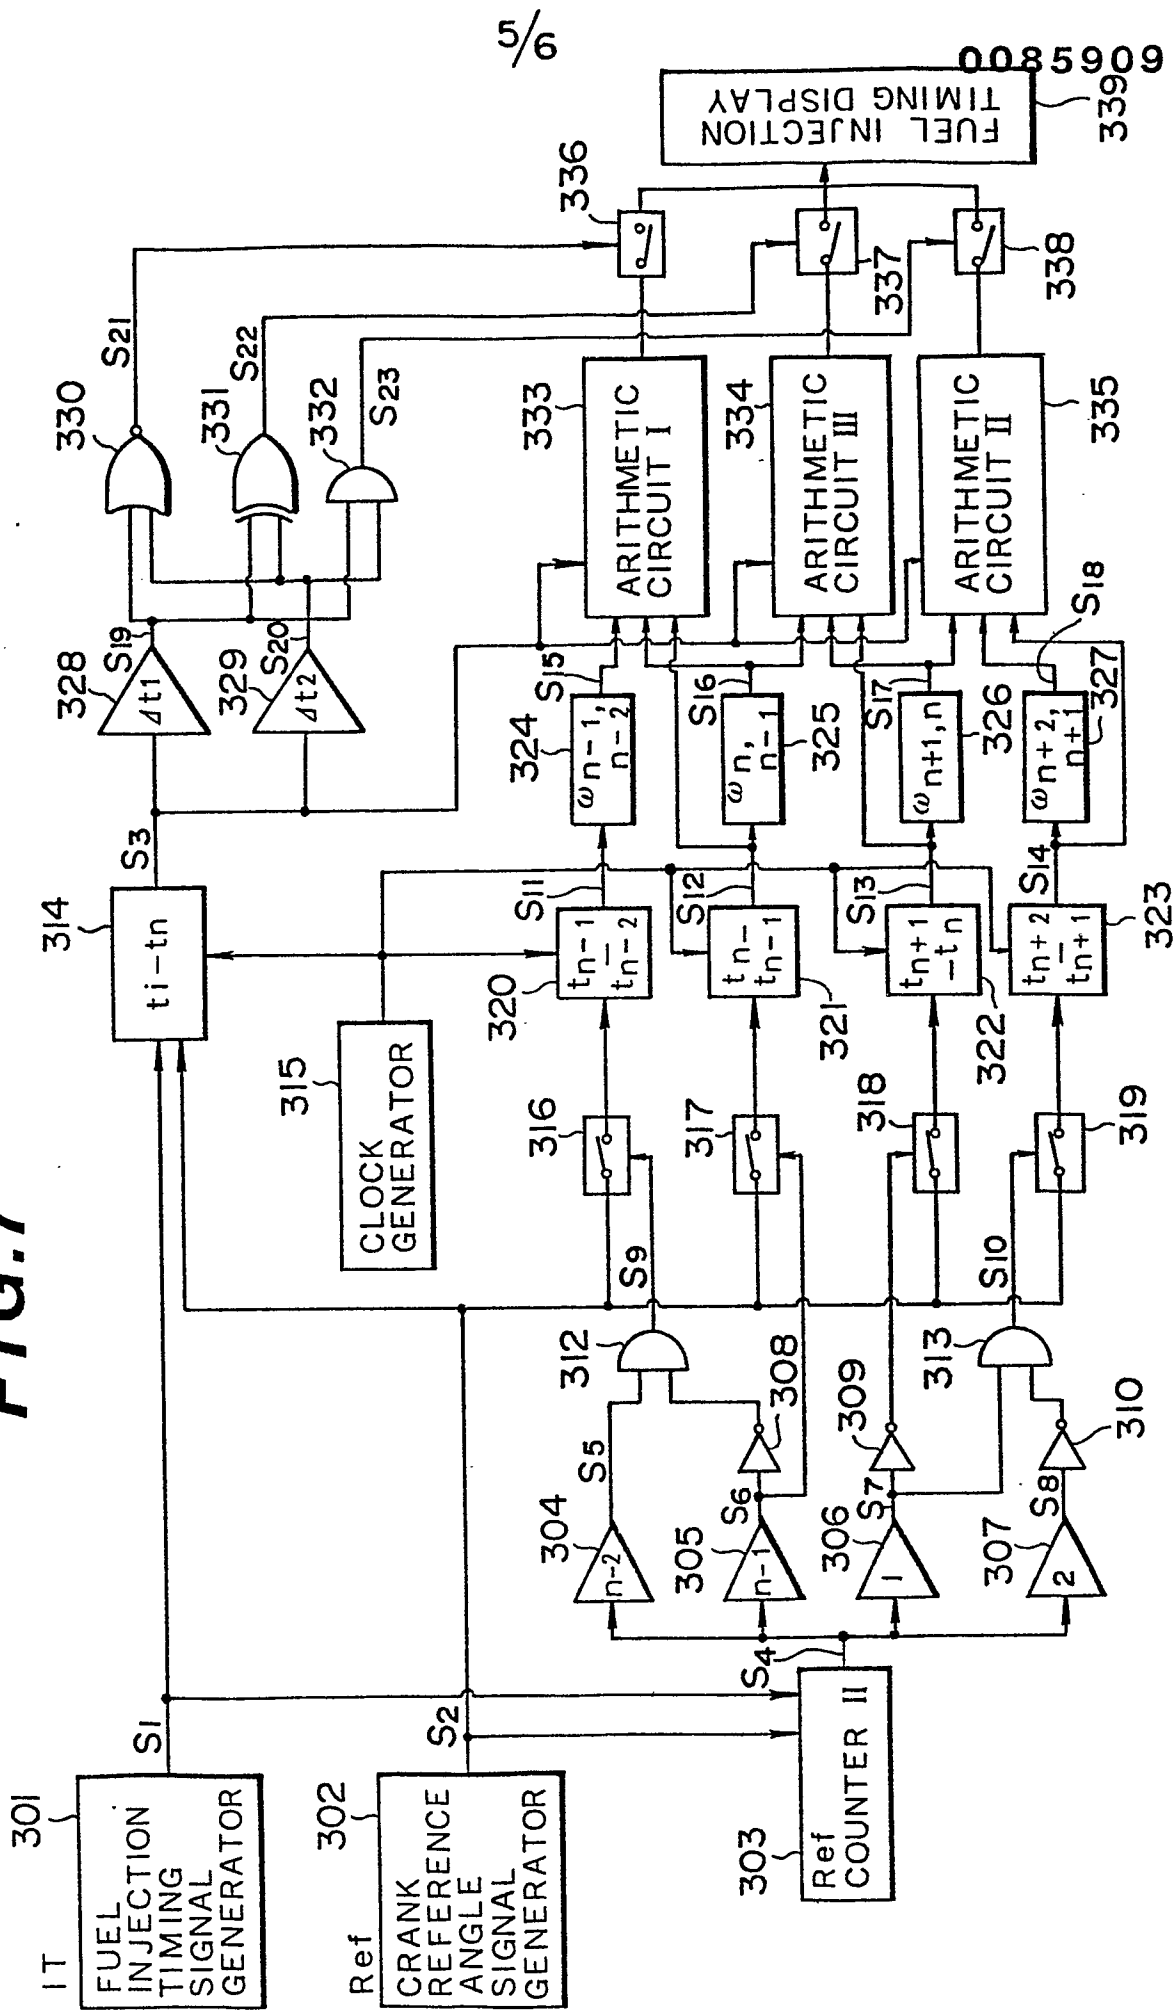 5/6
0085909
FIG.7
IT
FUEL
INJECTION
TIMING
SIGNAL
GENERATOR
301
S1
Ref
CRANK
REFERENCE
ANGLE
SIGNAL
GENERATOR
302
S2
Ref
COUNTER II
303
S4
n-2
304
S5
n-1
305
S6
1
306
S7
2
307
S8
308
309
310
312
S9
313
S10
CLOCK
GENERATOR
315
ti-tn
314
S3
316
317
318
319
tn-1
-
tn-2
320
S11
tn-
tn-1
321
S12
tn+1
-tn
322
S13
tn+2
-
tn+1
323
S14
ωn-1,
n-2
324
S15
ωn,
n-1
325
S16
ωn+1,n
326
S17
ωn+2,
n+1
327
S18
Δt1
328
S19
Δt2
329
S20
330
S21
331
S22
332
S23
ARITHMETIC
CIRCUIT I
333
ARITHMETIC
CIRCUIT III
334
ARITHMETIC
CIRCUIT II
335
336
337
338
FUEL INJECTION
TIMING DISPLAY
339